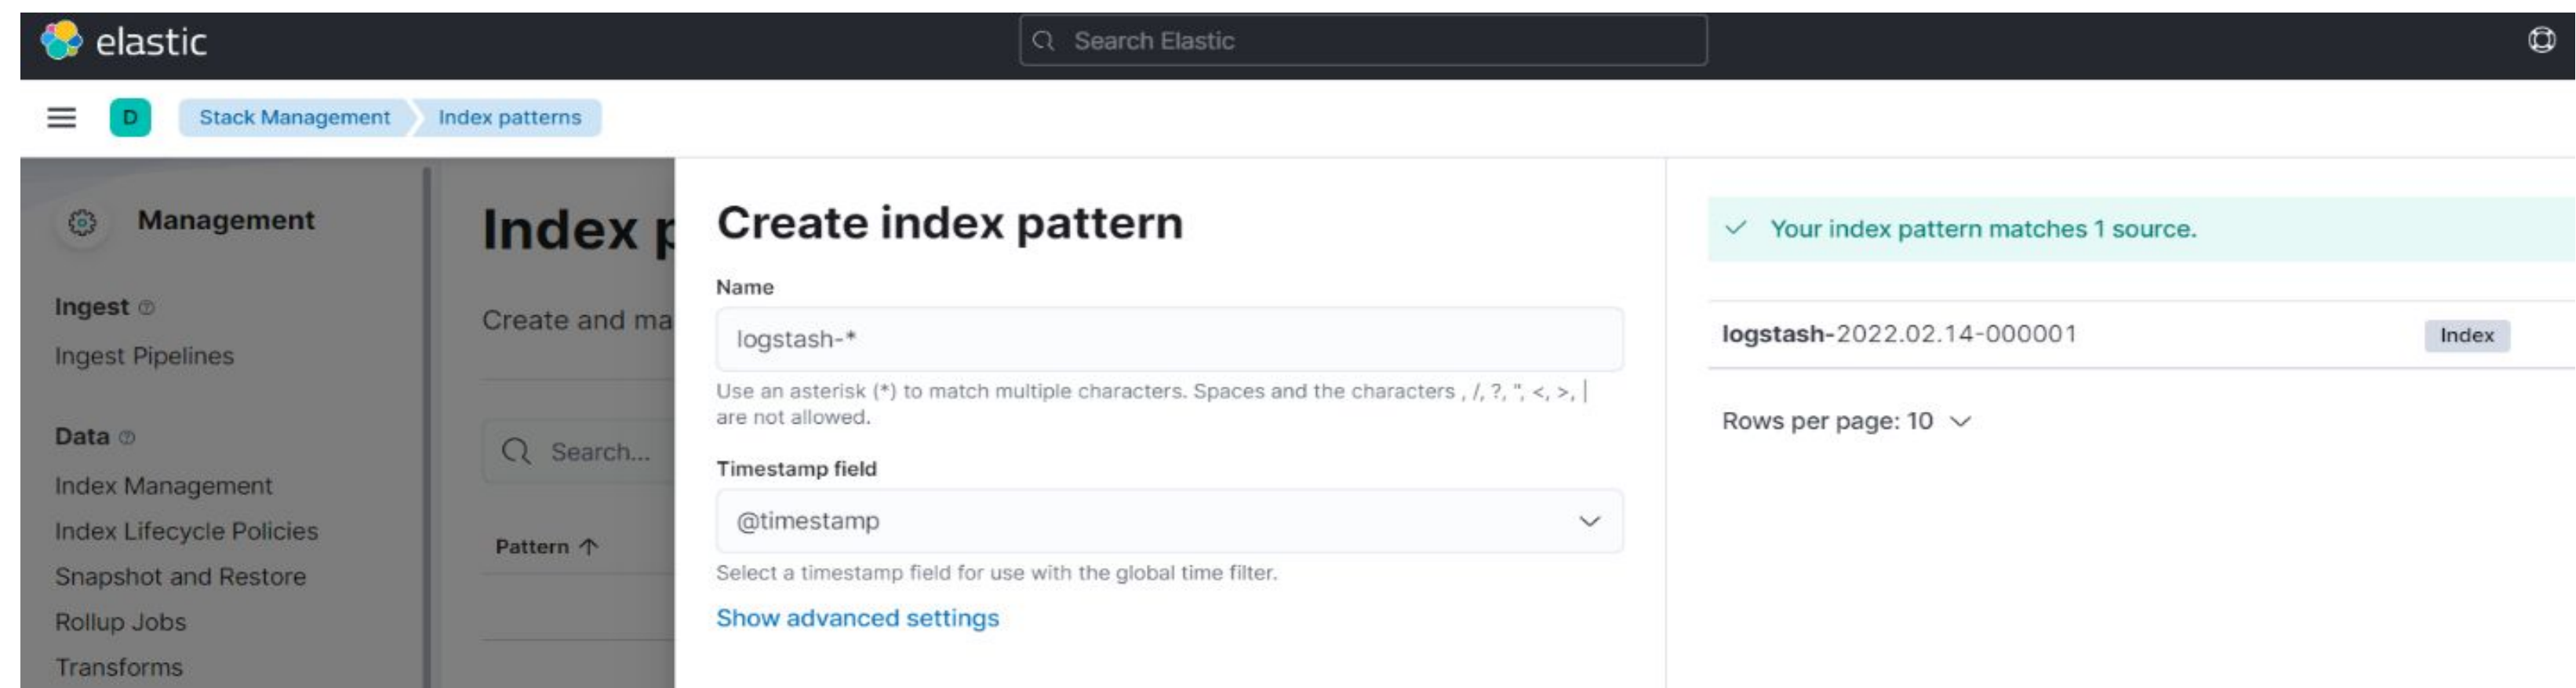 elastic
Search Elastic
D
Stack Management
Index patterns
Management
Ingest
Ingest Pipelines
Data
Index Management
Index Lifecycle Policies
Snapshot and Restore
Rollup Jobs
Transforms
Index p
Create and ma
Search...
Pattern ↑
Create index pattern
Name
logstash-*
Use an asterisk (*) to match multiple characters. Spaces and the characters , /, ?, ", <, >, |
are not allowed.
Timestamp field
@timestamp
Select a timestamp field for use with the global time filter.
Show advanced settings
Your index pattern matches 1 source.
logstash-2022.02.14-000001
Index
Rows per page: 10